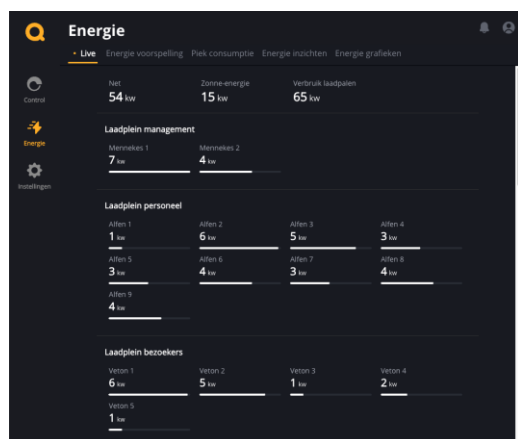 Energie
Live Energie voorspelling Piek consumptie Energie inzichten Energie grafieken
Control
Energie
Instellingen
Net Zonne-energie Verbruik laadpalen
54 kw 15 kw 65 kw
Laadplein management
Mennekes 1 Mennekes 2
7 kw 4 kw
Laadplein personeel
Alfen 1 Alfen 2 Alfen 3 Alfen 4
1 kw 6 kw 5 kw 3 kw
Alfen 5 Alfen 6 Alfen 7 Alfen 8
3 kw 4 kw 3 kw 4 kw
Alfen 9
4 kw
Laadplein bezoekers
Veton 1 Veton 2 Veton 3 Veton 4
6 kw 5 kw 1 kw 2 kw
Veton 5
1 kw